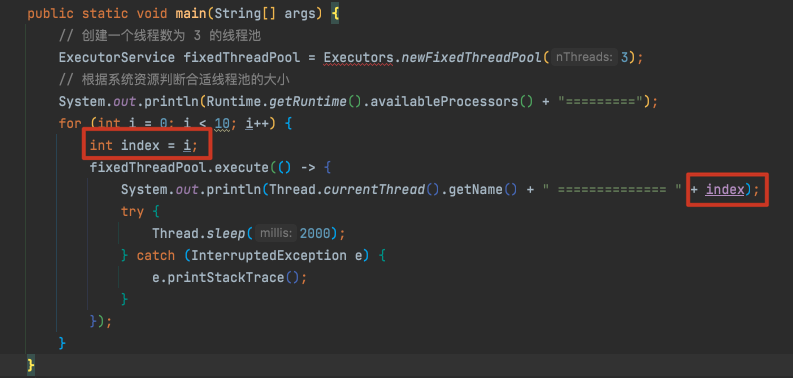 public static void main(String[] args) {
// 创建一个线程数为 3 的线程池
ExecutorService fixedThreadPool = Executors.newFixedThreadPool( nThreads: 3);
// 根据系统资源判断合适线程池的大小
System.out.println(Runtime.getRuntime().availableProcessors() + "=========");
for (int i = 0; i < 10; i++) {
int index = i;
fixedThreadPool.execute(() -> {
System.out.println(Thread.currentThread().getName() + " ============== " + index);
try {
Thread.sleep( millis: 2000);
} catch (InterruptedException e) {
e.printStackTrace();
}
});
}
}